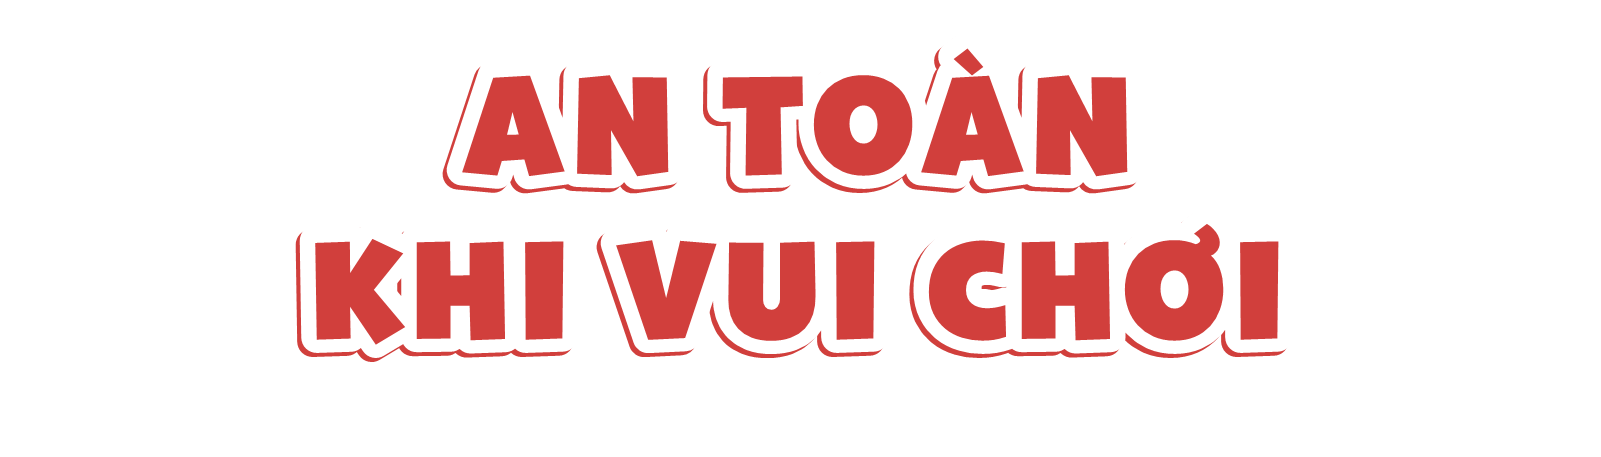 AN TOÀN
KHI VUI CHƠI